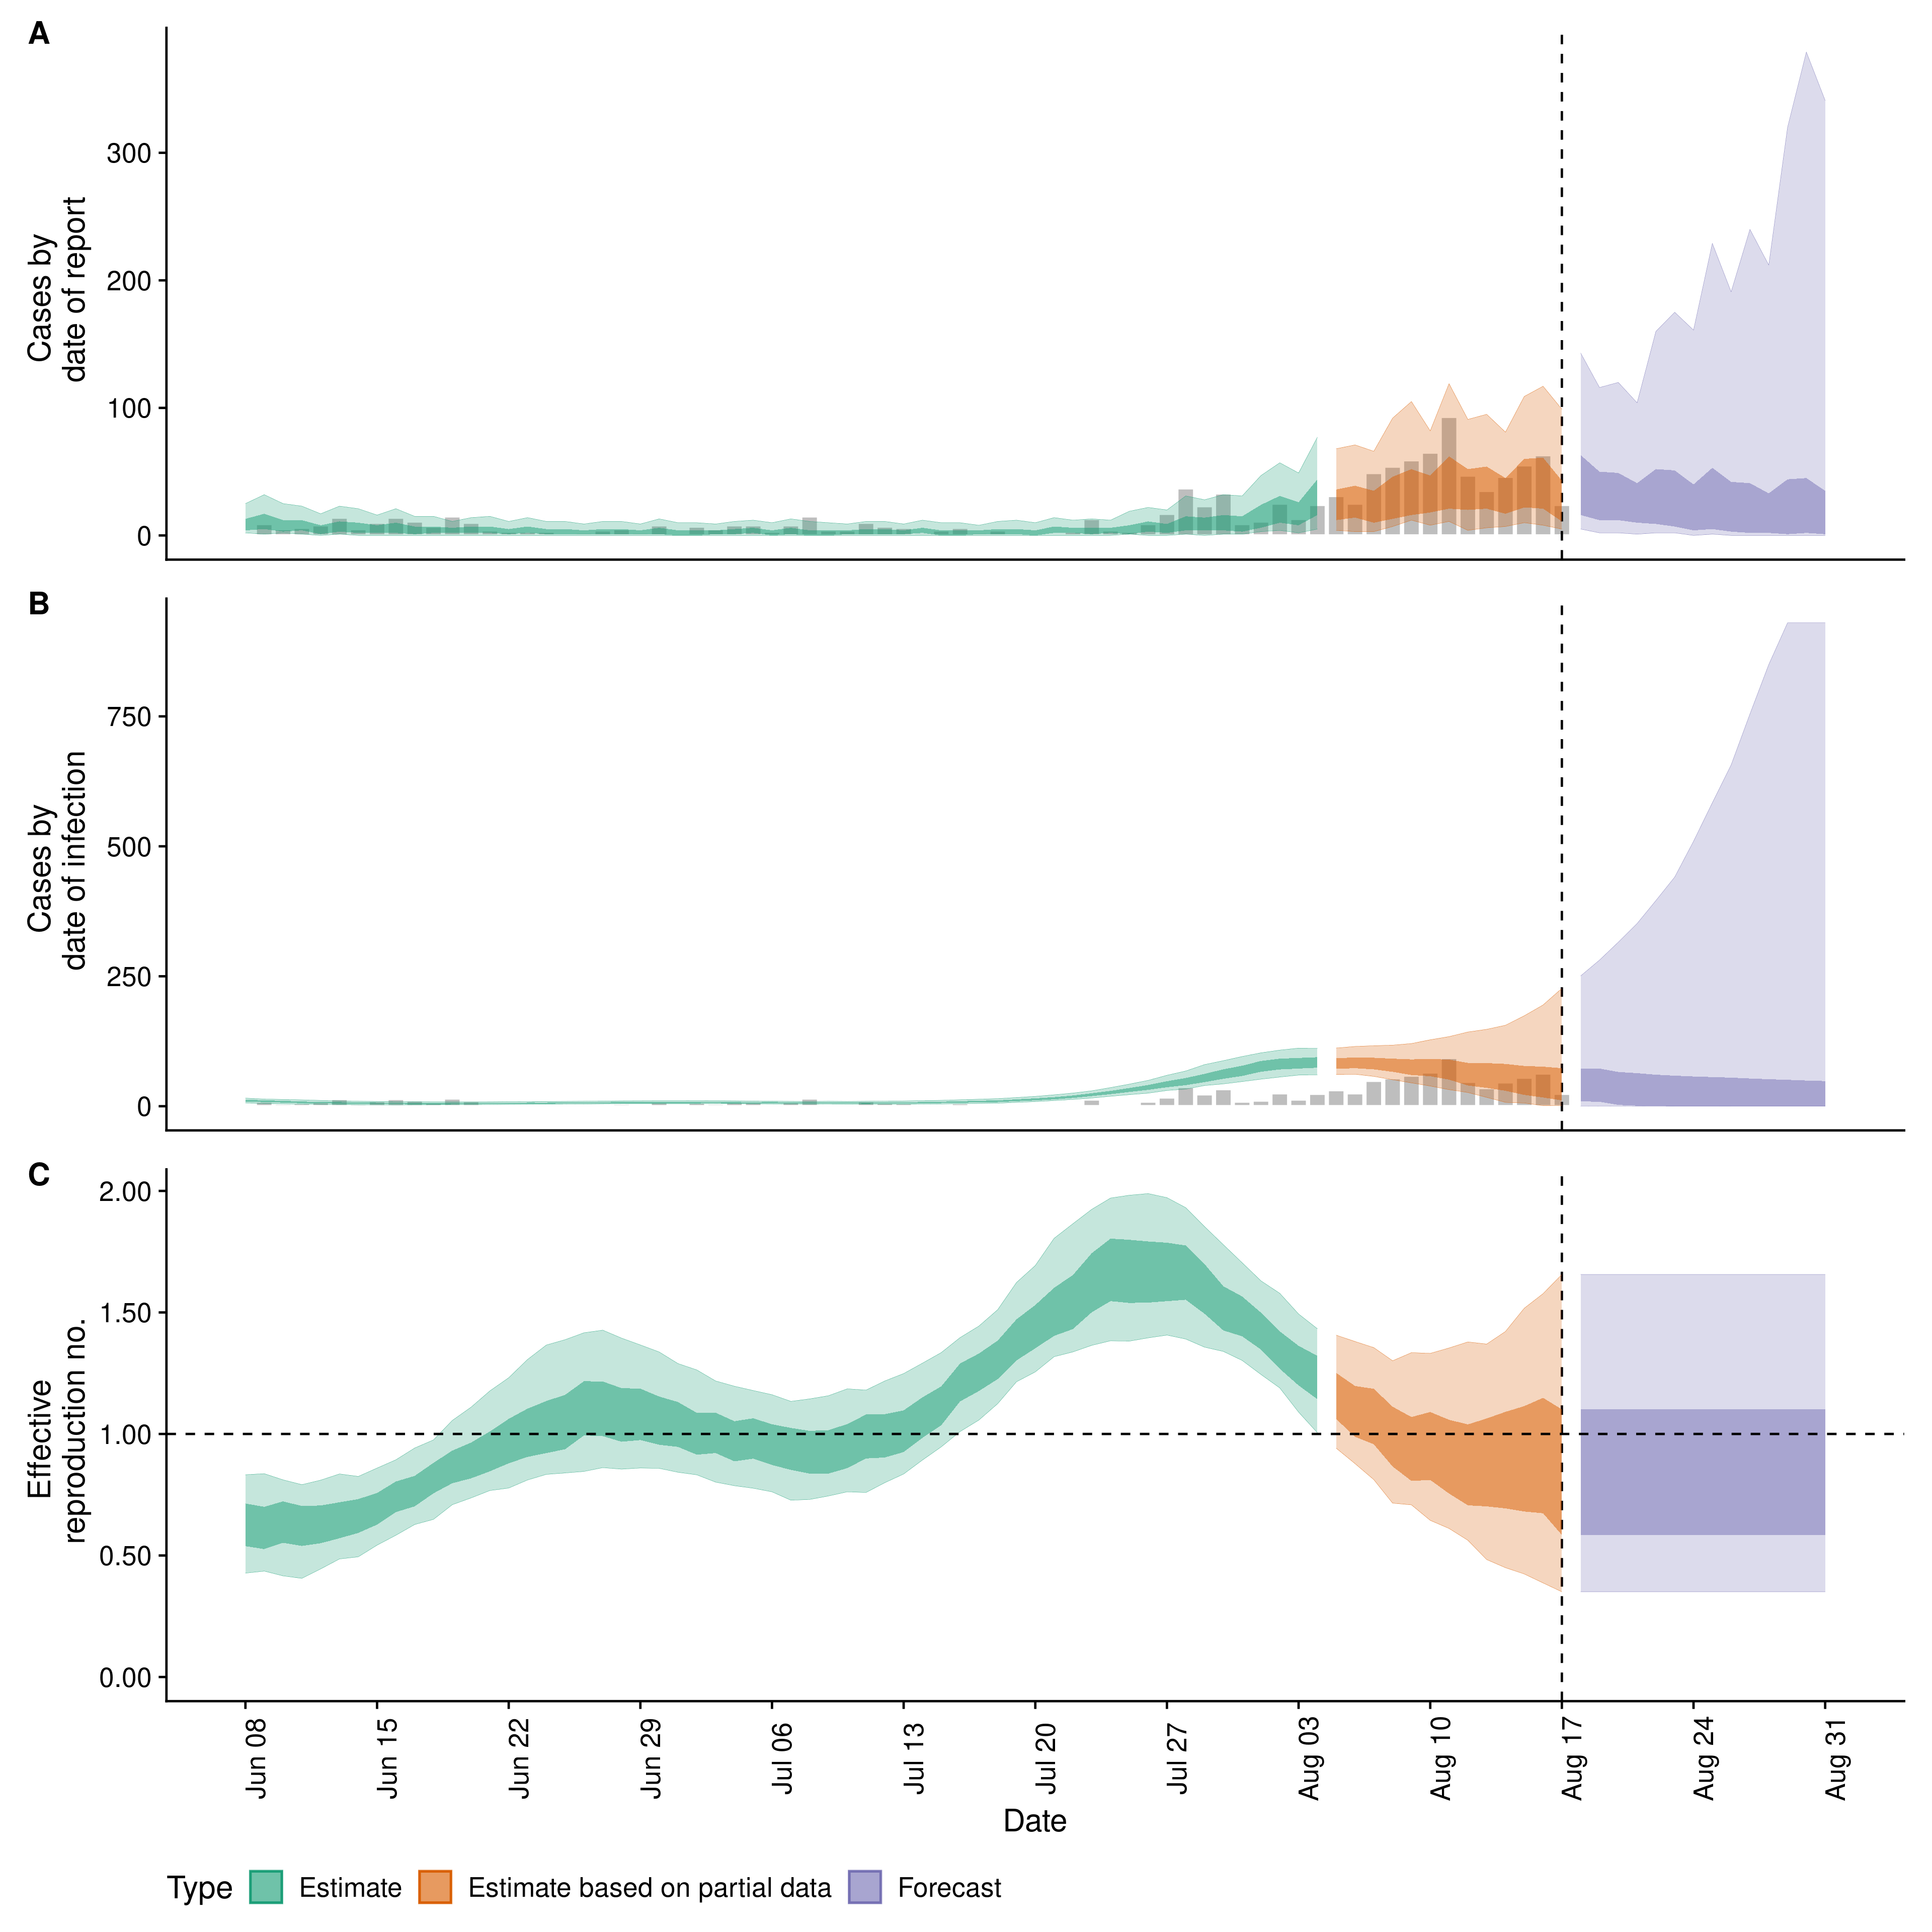 A
Cases by
date of report
300
200
100
0
B
Cases by
date of infection
750
500
250
0
C
Effective
reproduction no.
2.00
1.50
1.00
0.50
0.00
Jun 08
Jun 15
Jun 22
Jun 29
Jul 06
Jul 13
Jul 20
Jul 27
Aug 03
Aug 10
Aug 17
Aug 24
Aug 31
Date
Type Estimate Estimate based on partial data Forecast